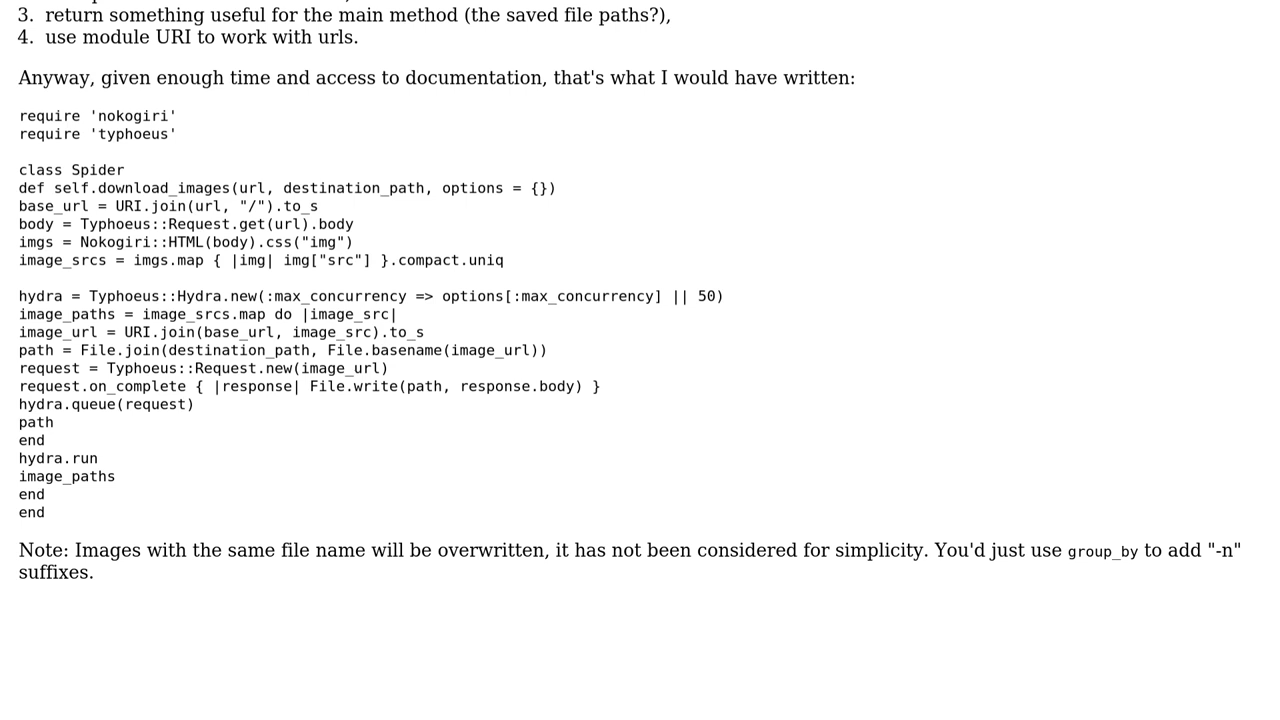 3. return something useful for the main method (the saved file paths?),
4. use module URI to work with urls.
Anyway, given enough time and access to documentation, that's what I would have written:
require 'nokogiri'
require 'typhoeus'
class Spider
def self.download_images(url, destination_path, options = {})
base_url = URI.join(url, "/").to_s
body = Typhoeus::Request.get(url).body
imgs = Nokogiri::HTML(body).css("img")
image_srcs = imgs.map { |img| img["src"] }.compact.uniq
hydra = Typhoeus::Hydra.new(:max_concurrency => options[:max_concurrency] || 50)
image_paths = image_srcs.map do |image_src|
image_url = URI.join(base_url, image_src).to_s
path = File.join(destination_path, File.basename(image_url))
request = Typhoeus::Request.new(image_url)
request.on_complete { |response| File.write(path, response.body) }
hydra.queue(request)
path
end
hydra.run
image_paths
end
end
Note: Images with the same file name will be overwritten, it has not been considered for simplicity. You'd just use group_by to add "-n"
suffixes.